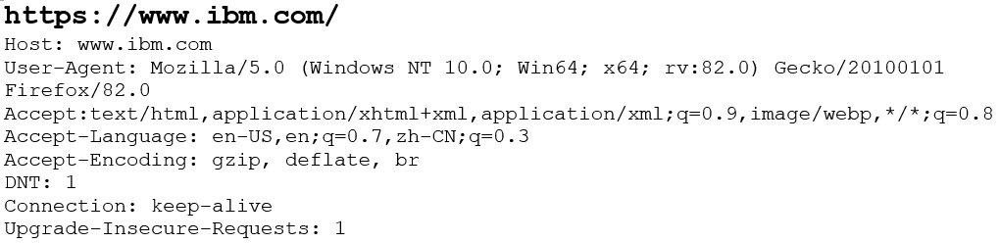 https://www.ibm.com/
Host: www.ibm.com
User-Agent: Mozilla/5.0 (Windows NT 10.0; Win64; x64; rv:82.0) Gecko/20100101
Firefox/82.0
Accept:text/html,application/xhtml+xml,application/xml;q=0.9,image/webp,*/*;q=0.8
Accept-Language: en-US,en;q=0.7,zh-CN;q=0.3
Accept-Encoding: gzip, deflate, br
DNT: 1
Connection: keep-alive
Upgrade-Insecure-Requests: 1